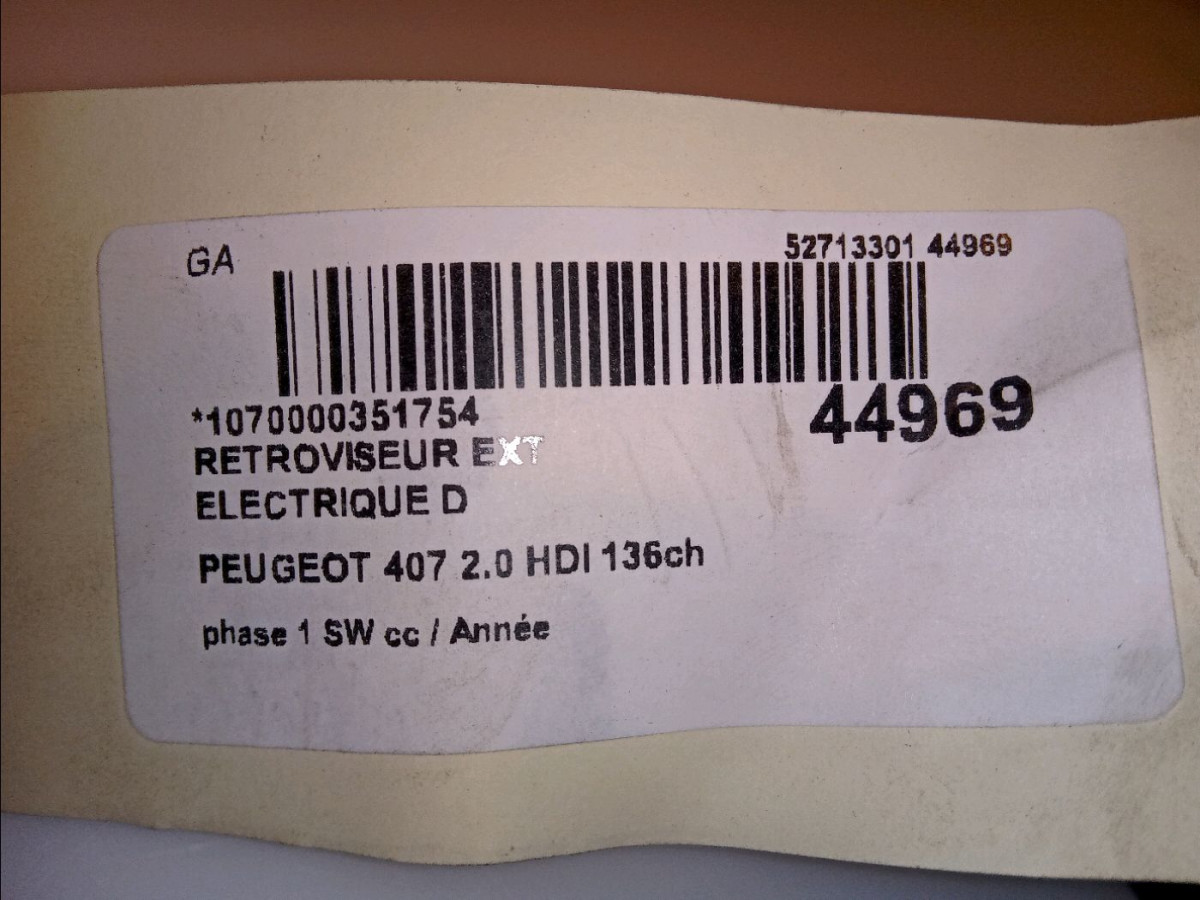 GA
52713301 44969
*1070000351754
44969
RETROVISEUR EXT
ELECTRIQUE D
PEUGEOT 407 2.0 HDI 136ch
phase 1 SW cc / Année